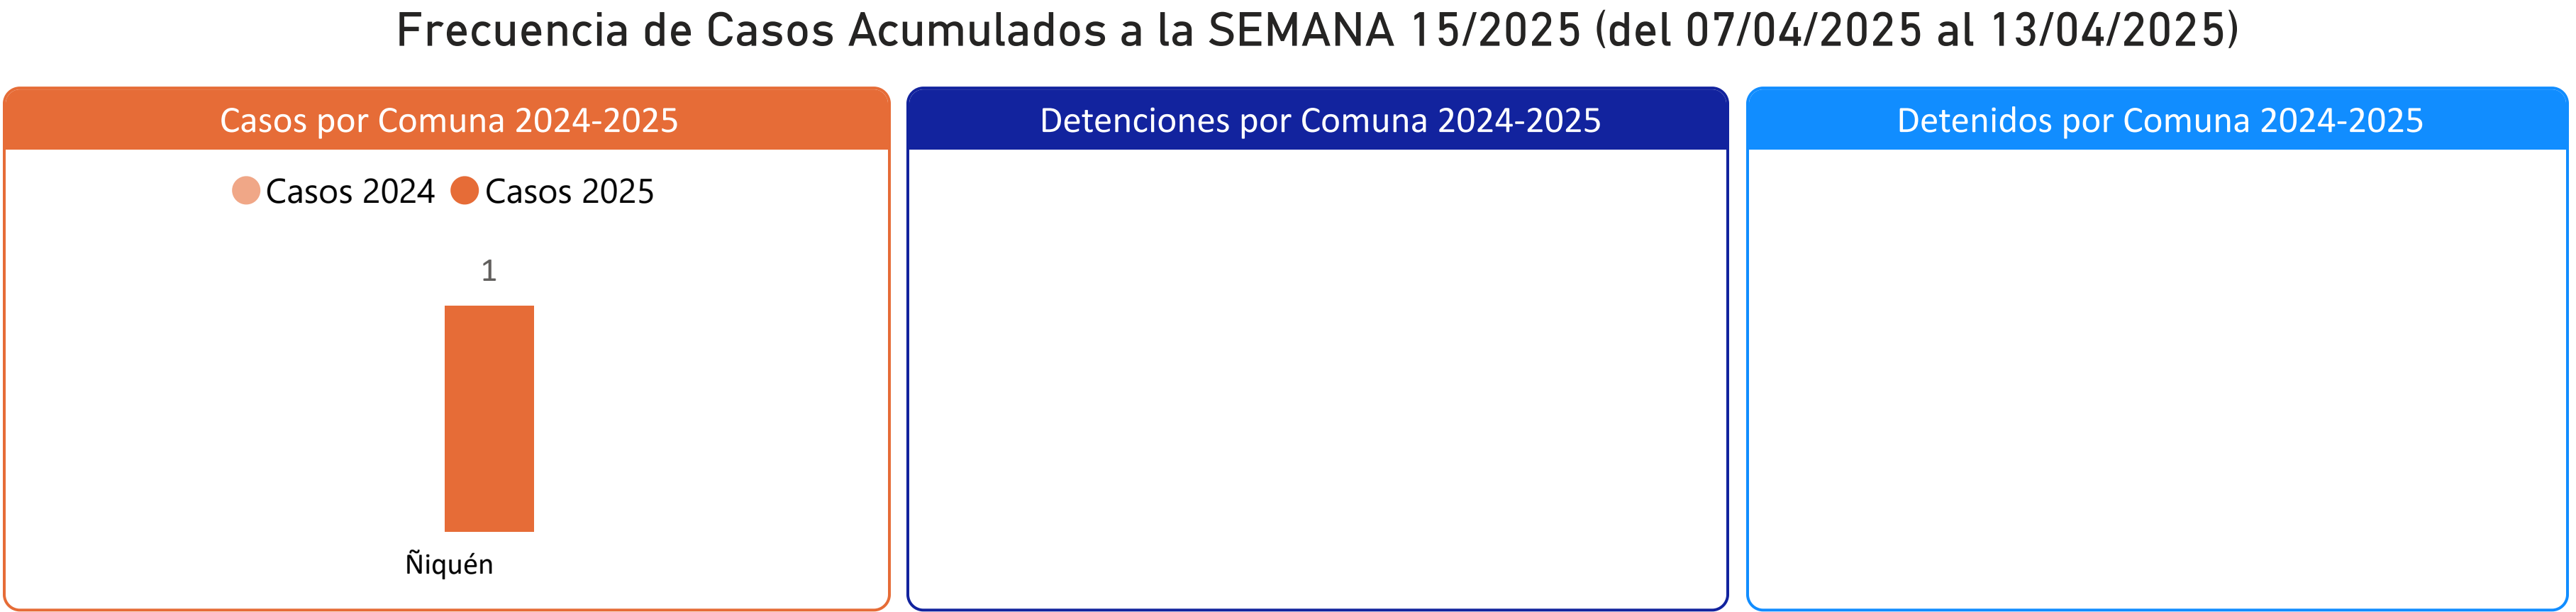 Frecuencia de Casos Acumulados a la SEMANA 15/2025 (del 07/04/2025 al 13/04/2025)
Casos por Comuna 2024-2025
Casos 2024 Casos 2025
1
Ñiquén
Detenciones por Comuna 2024-2025
Detenidos por Comuna 2024-2025